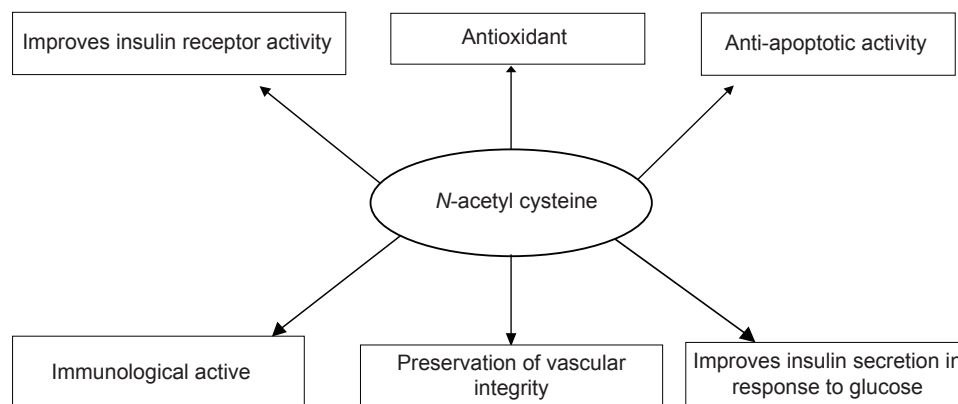 Improves insulin receptor activity
Antioxidant
Anti-apoptotic activity
N-acetyl cysteine
Immunological active
Preservation of vascular
integrity
Improves insulin secretion in
response to glucose